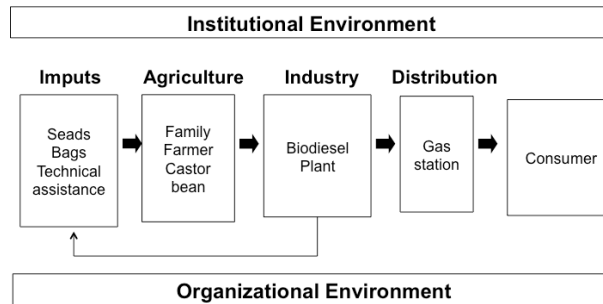 Institutional Environment
Imputs
Agriculture
Industry
Distribution
Seads
Bags
Technical
assistance
Family
Farmer
Castor
bean
Biodiesel
Plant
Gas
station
Consumer
Organizational Environment